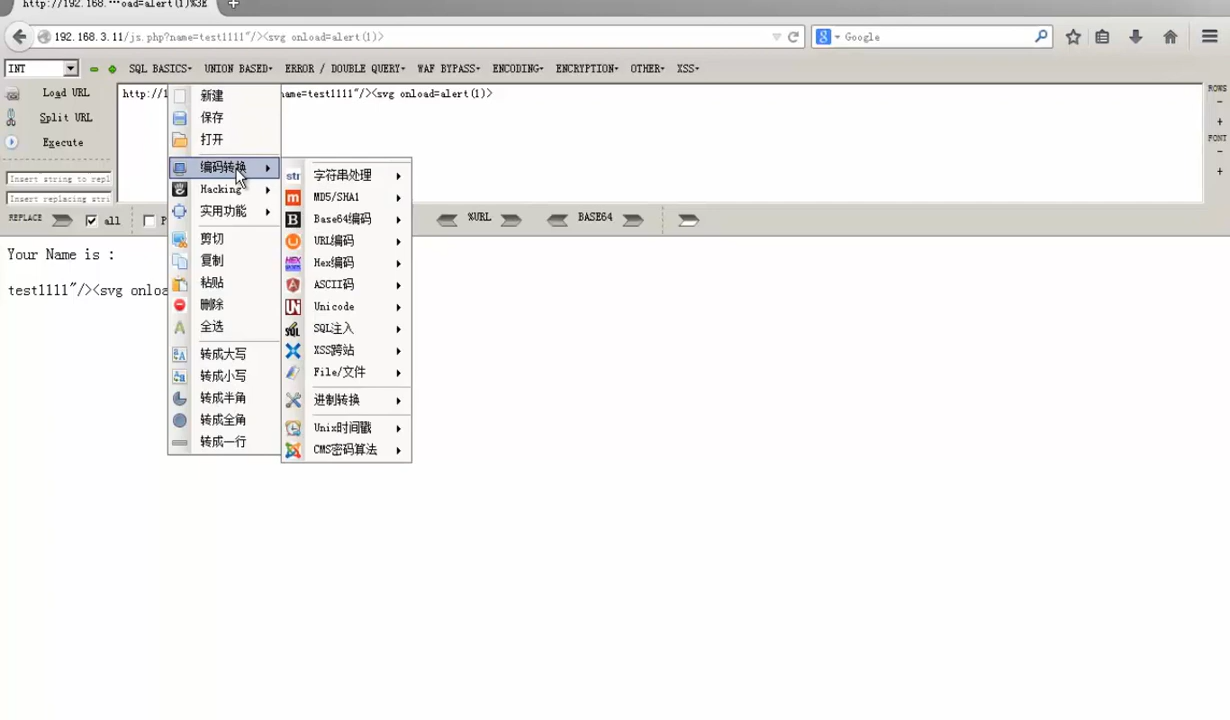 http://192.168.…oad=alert(1)%3E
192.168.3.11/js.php?name=test1111"/><svg onload=alert(1)>
Google
INT
SQL BASICS
UNION BASED
ERROR / DOUBLE QUERY
WAF BYPASS
ENCODING
ENCRYPTION
OTHER
XSS
Load URL
Split URL
Execute
http://1
name=test1111"/><svg onload=alert(1)>
ROWS
-
+
FONT
-
+
新建
保存
打开
编码转换
Hacking
实用功能
剪切
复制
粘贴
删除
全选
转成大写
转成小写
转成半角
转成全角
转成一行
字符串处理
MD5/SHA1
Base64编码
URL编码
Hex编码
ASCII码
Unicode
SQL注入
XSS跨站
File/文件
进制转换
Unix时间戳
CMS密码算法
Insert string to repl
Insert replacing stri
REPLACE
all
%URL
BASE64
Your Name is :
test1111"/><svg onloa